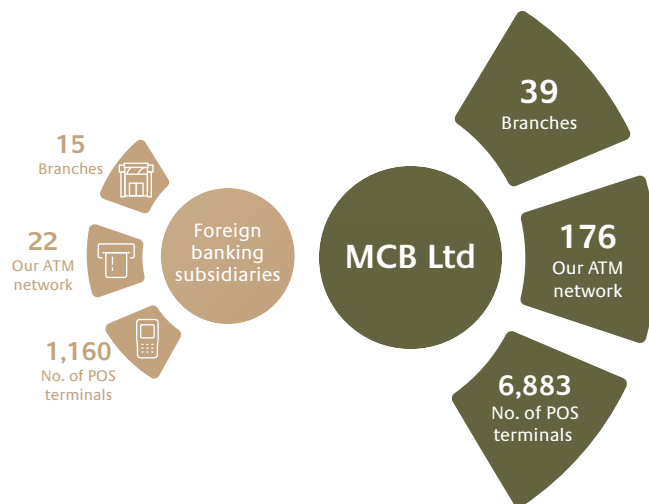 15
Branches
22
Our ATM
network
1,160
No. of POS
terminals
Foreign
banking
subsidiaries
MCB Ltd
39
Branches
176
Our ATM
network
6,883
No. of POS
terminals